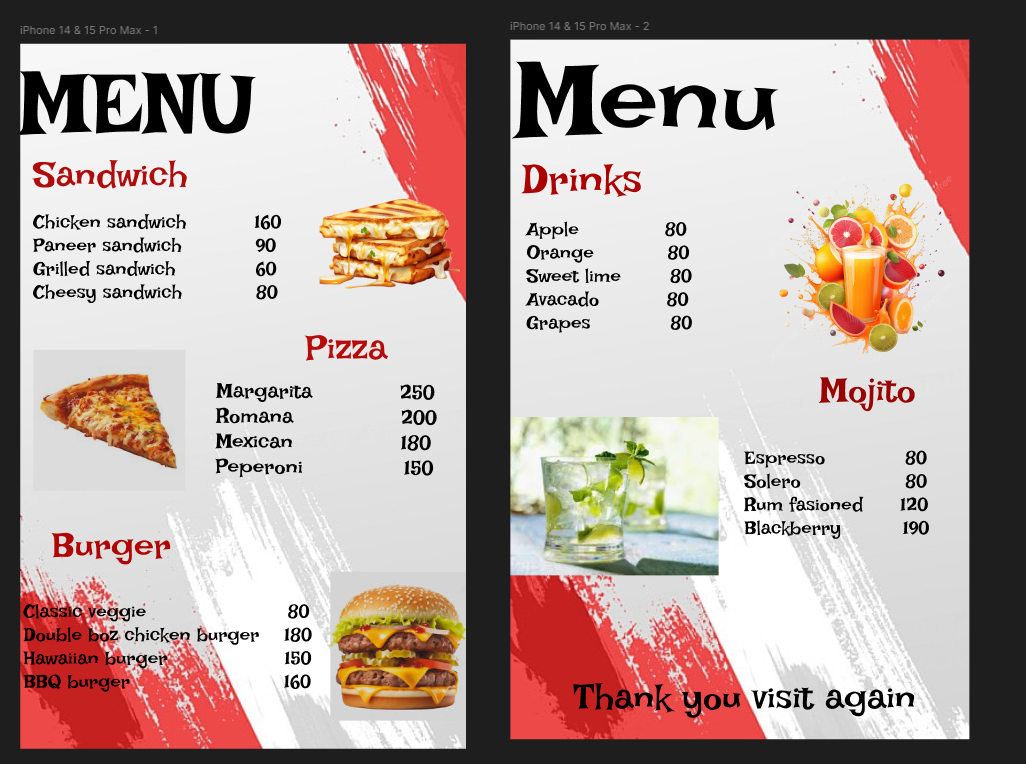 iPhone 14 & 15 Pro Max - 1
MENU
Sandwich
Chicken sandwich 160
Paneer sandwich 90
Grilled sandwich 60
Cheesy sandwich 80
Pizza
Margarita 250
Romana 200
Mexican 180
Peperoni 150
Burger
Classic veggie 80
Double boz chicken burger 180
Hawaiian burger 150
BBQ burger 160
iPhone 14 & 15 Pro Max - 2
Menu
Drinks
Apple 80
Orange 80
Sweet lime 80
Avacado 80
Grapes 80
Mojito
Espresso 80
Solero 80
Rum fasioned 120
Blackberry 190
Thank you visit again